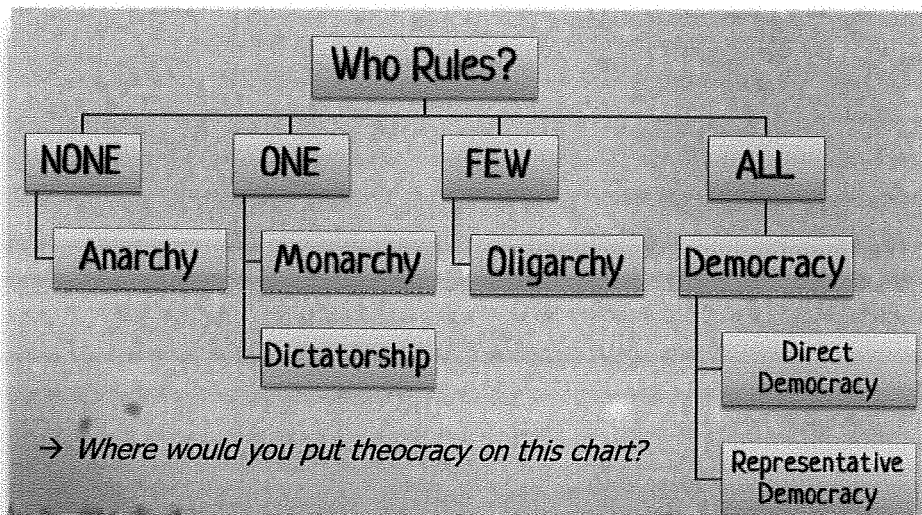 Who Rules?
NONE
ONE
FEW
ALL
Anarchy
Monarchy
Oligarchy
Democracy
Dictatorship
Direct
Democracy
→ Where would you put theocracy on this chart?
Representative
Democracy